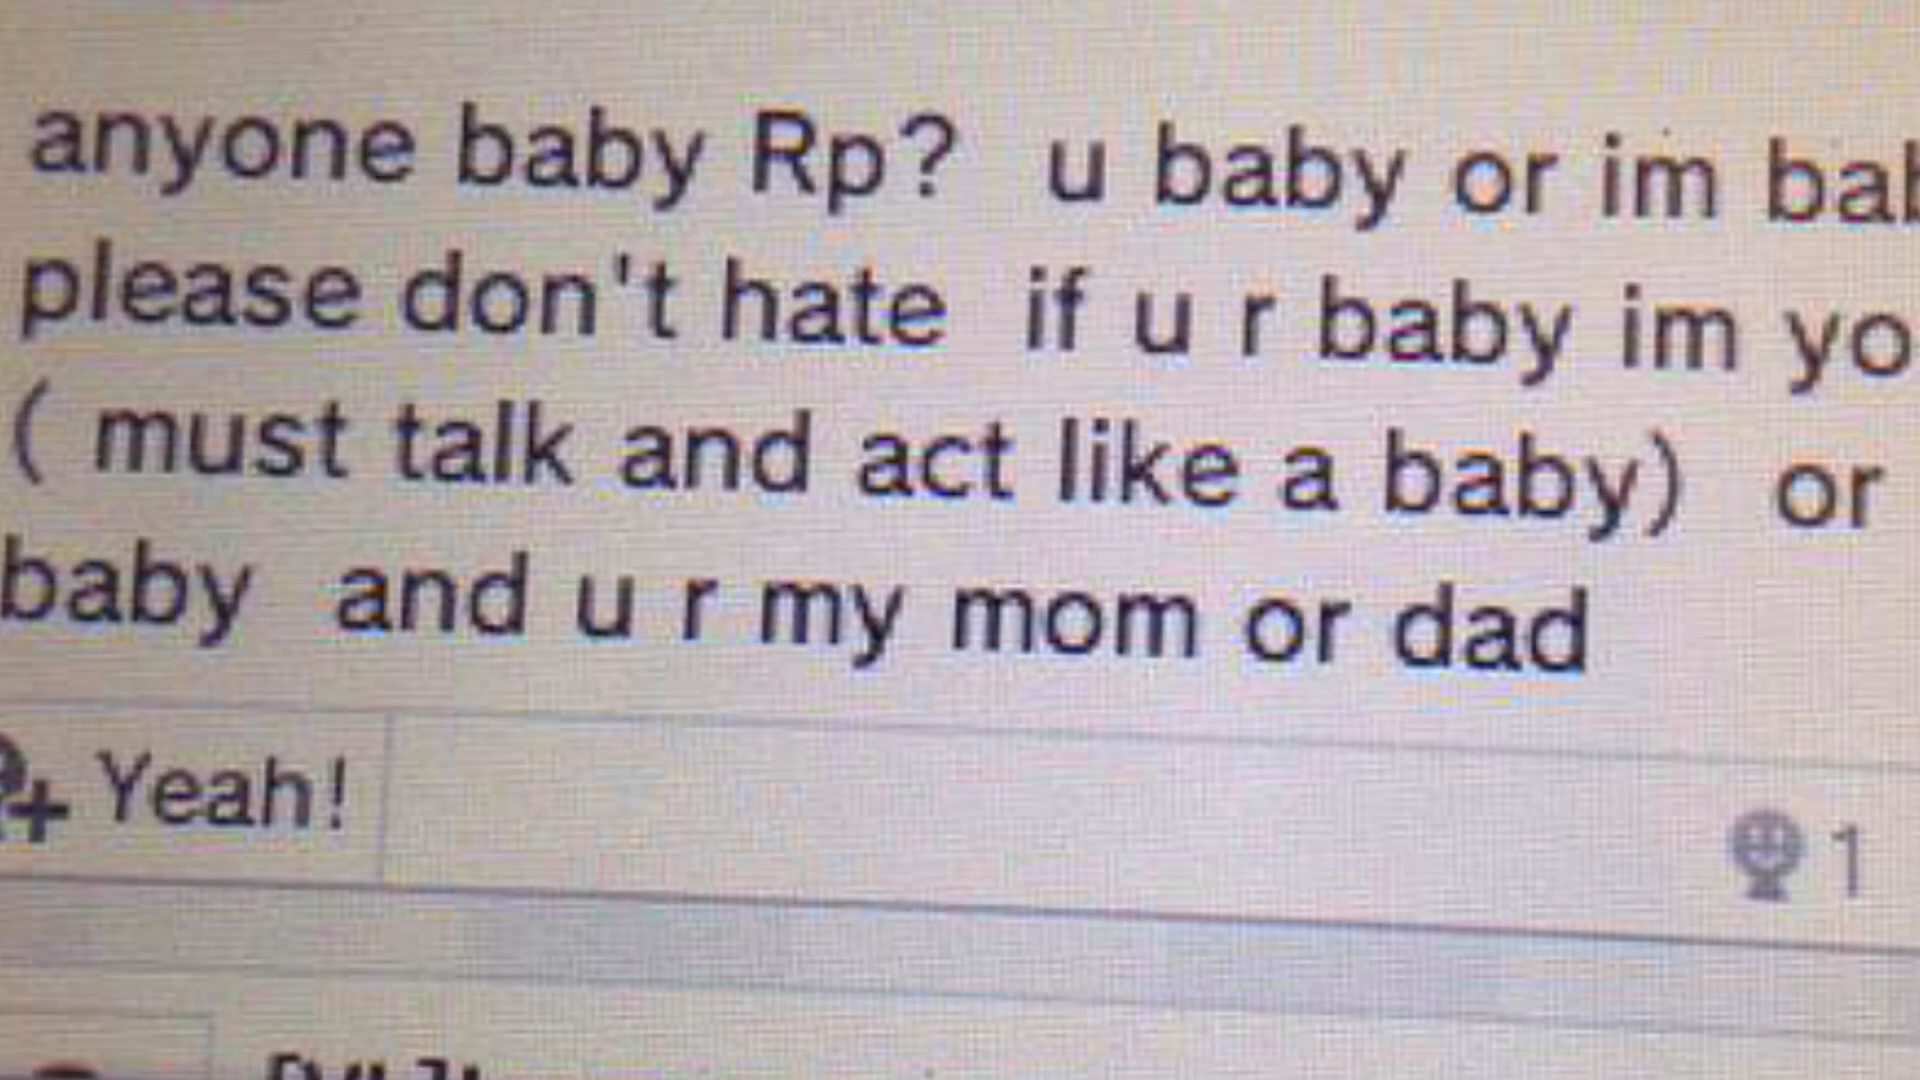 anyone baby Rp? u baby or im
please don't hate if u r baby im
( must talk and act like a baby) or
baby and u r my mom or dad
Yeah!
1